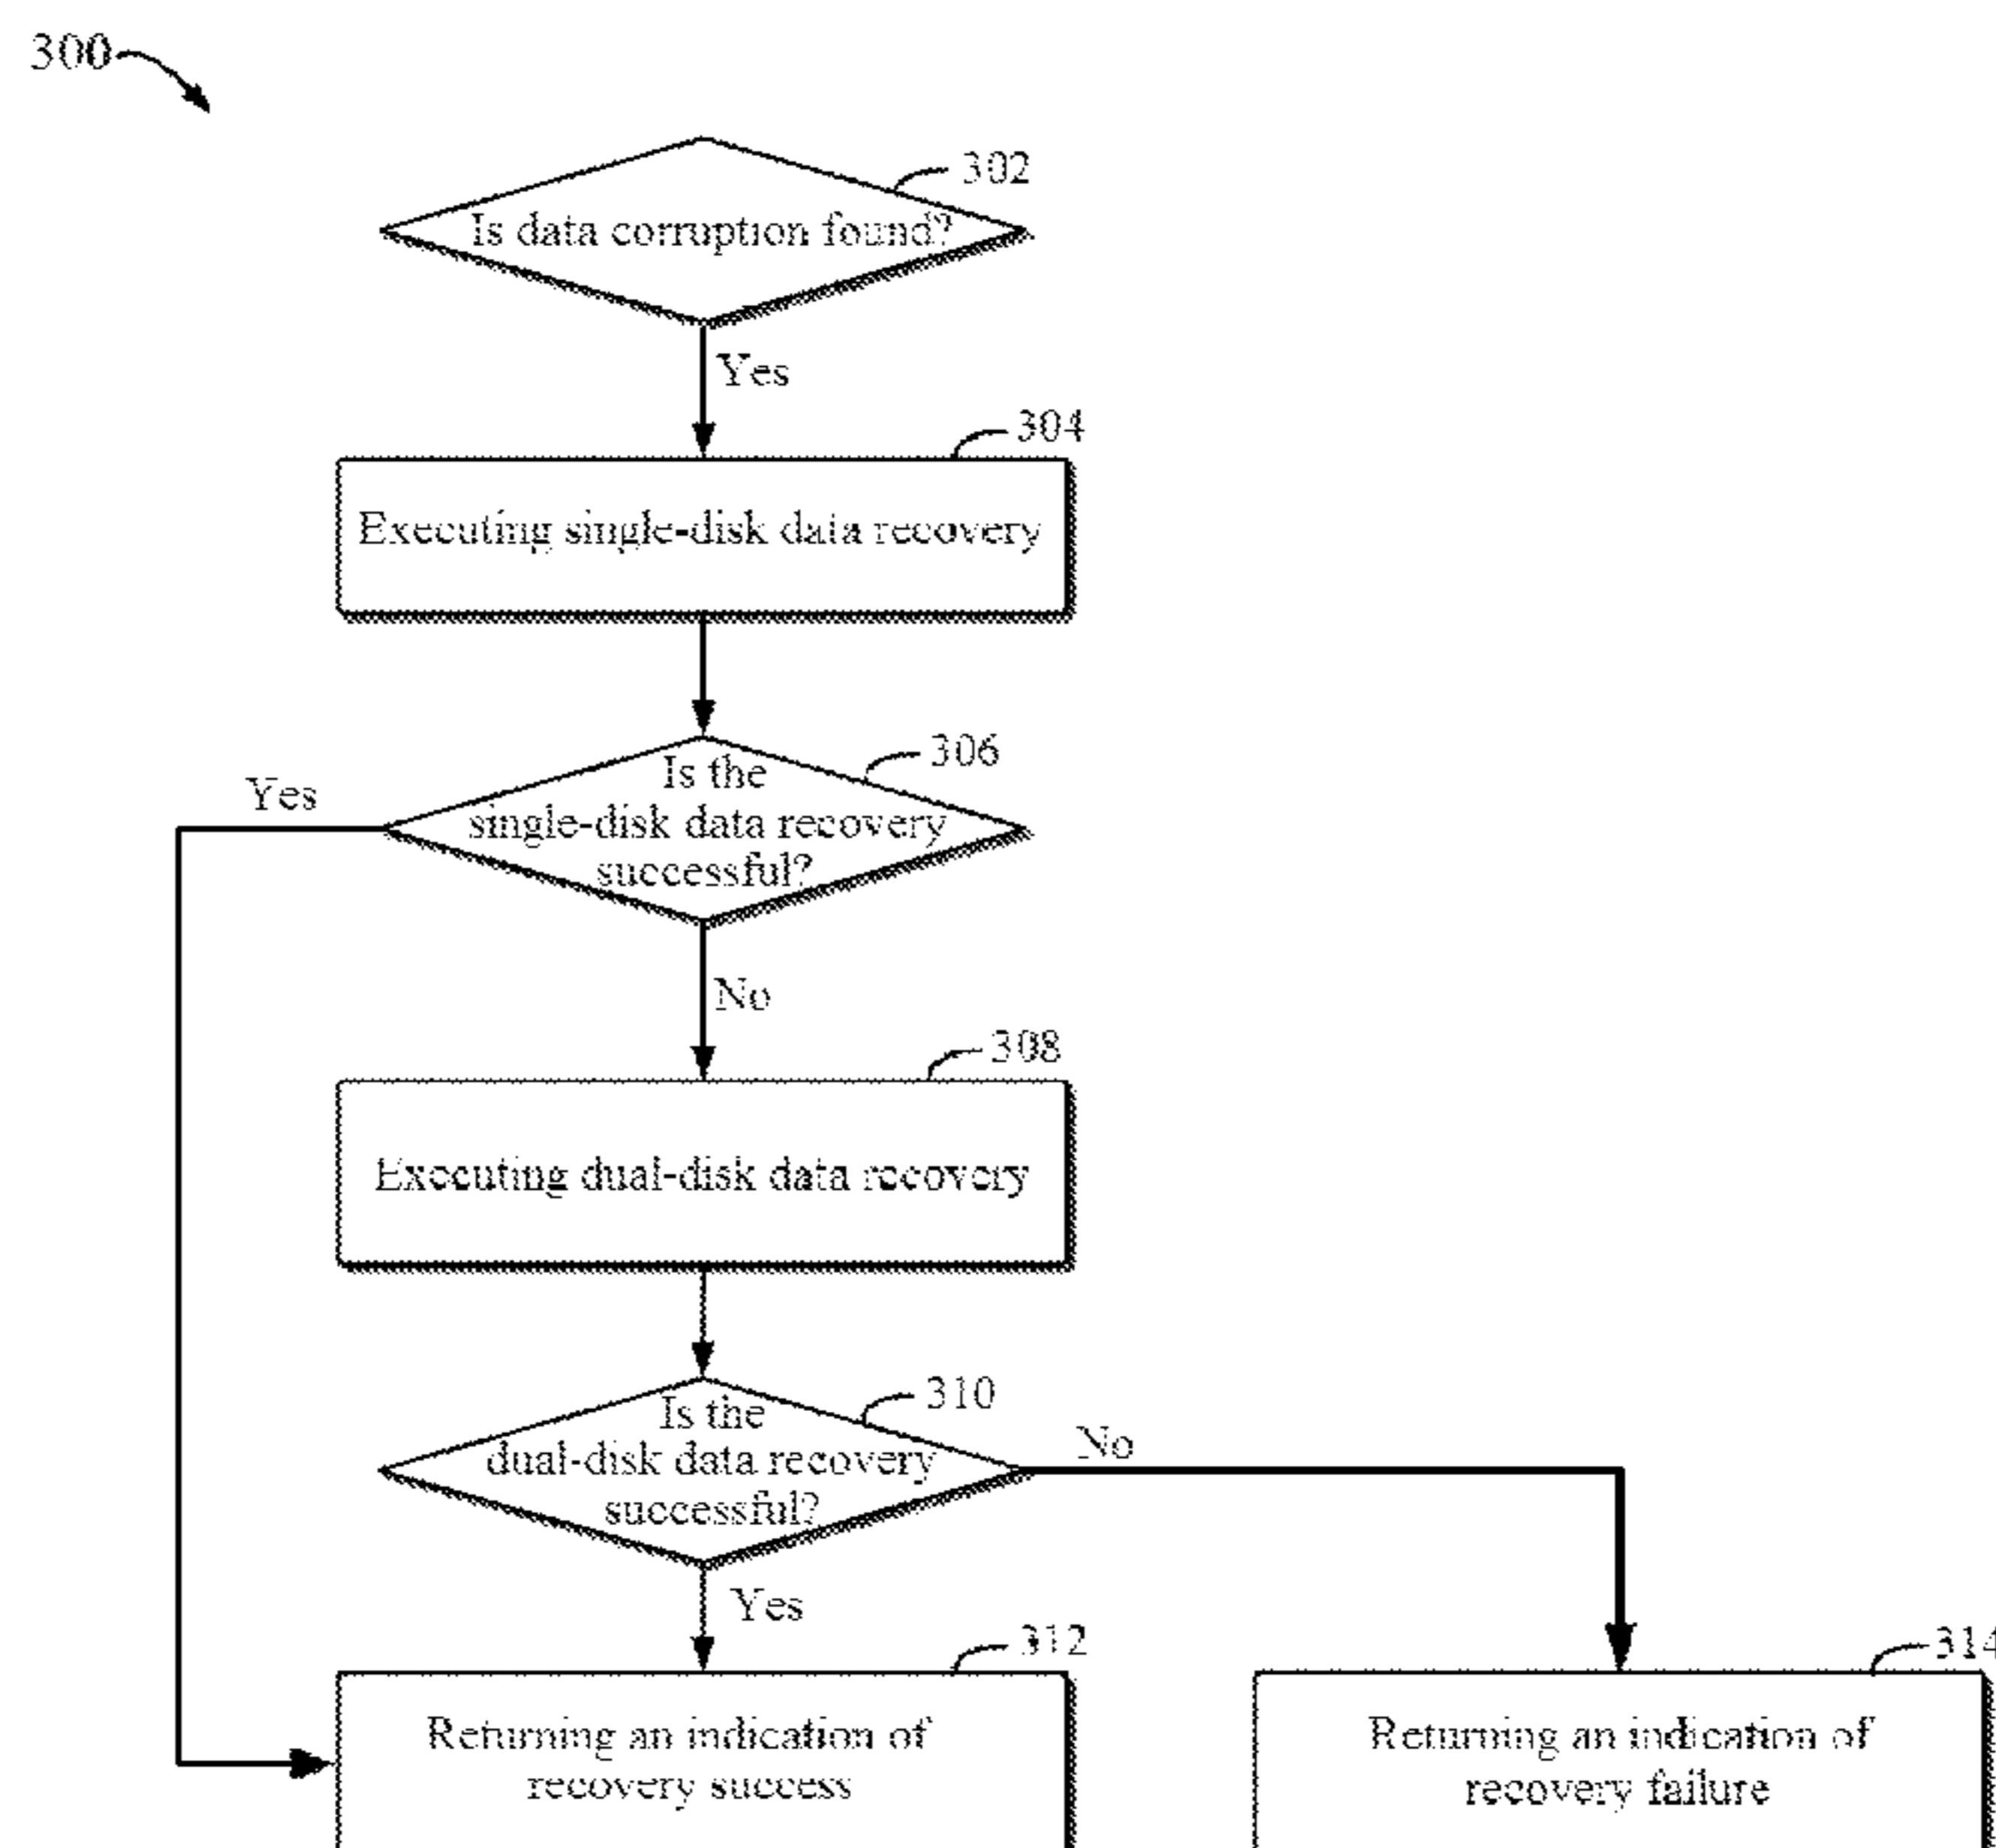 300
302
Is data corruption found?
Yes
304
Executing single-disk data recovery
306
Is the
single-disk data recovery
successful?
Yes
No
308
Executing dual-disk data recovery
310
Is the
dual-disk data recovery
successful?
No
Yes
312
Returning an indication of
recovery success
314
Returning an indication of
recovery failure